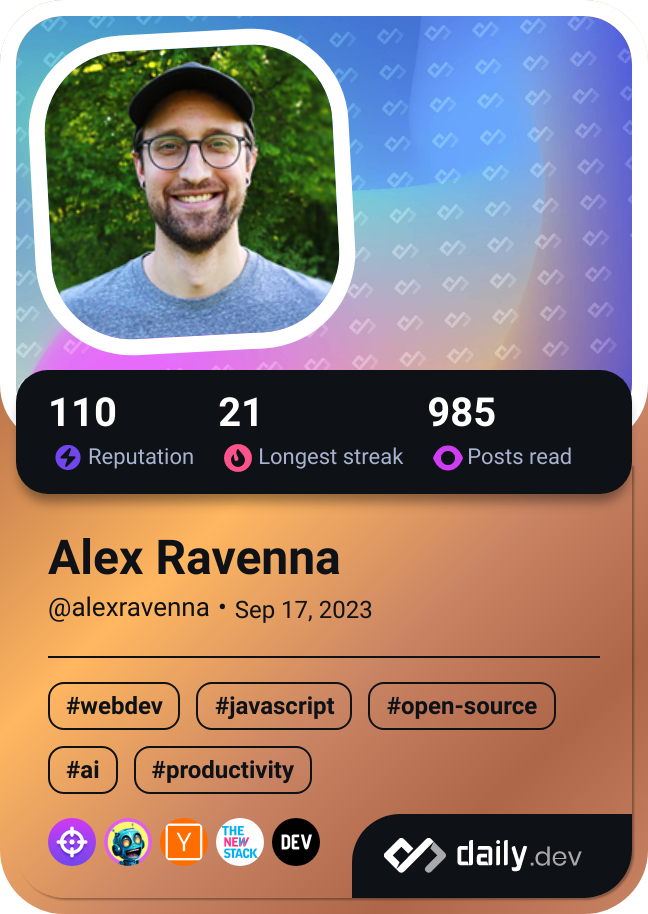 110 21 985
Reputation Longest streak Posts read
Alex Ravenna
@alexravenna • Sep 17, 2023
#webdev #javascript #open-source
#ai #productivity
Y THE NEW STACK DEV
daily.dev